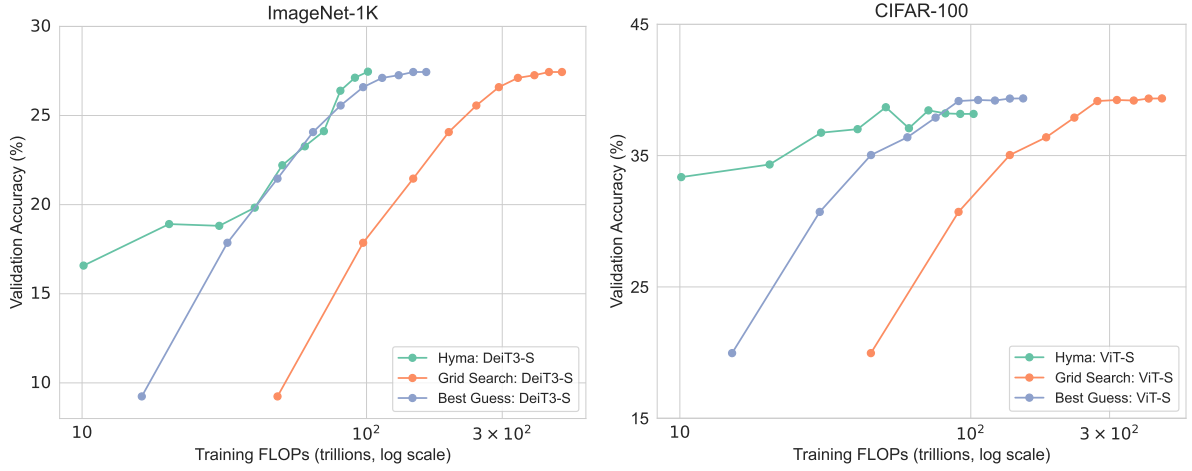 ImageNet-1K
Validation Accuracy (%)
30
25
20
15
10
10
10²
3 × 10²
Training FLOPs (trillions, log scale)
Hyma: DeiT3-S
Grid Search: DeiT3-S
Best Guess: DeiT3-S
CIFAR-100
Validation Accuracy (%)
45
35
25
15
10
10²
3 × 10²
Training FLOPs (trillions, log scale)
Hyma: ViT-S
Grid Search: ViT-S
Best Guess: ViT-S